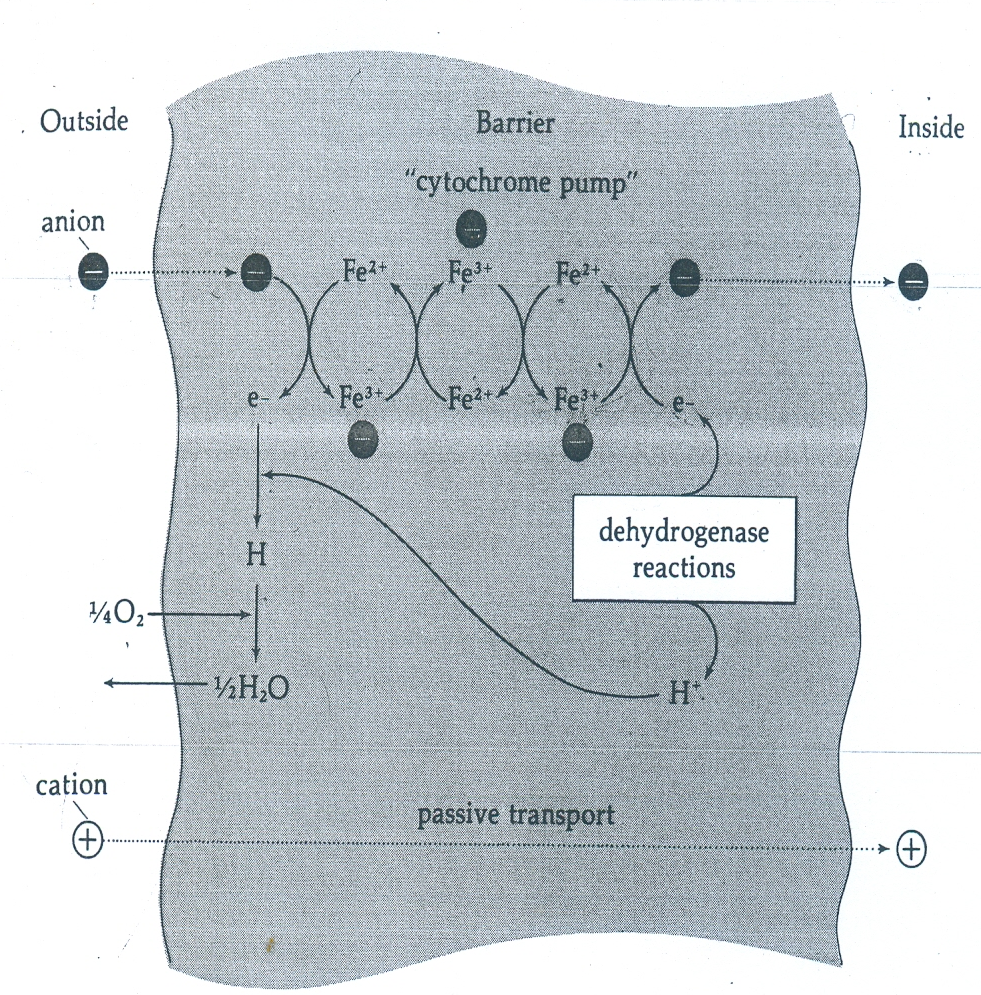 Outside
Barrier
Inside
“cytochrome pump”
anion
−
−
−
−
−
Fe²⁺
Fe³⁺
Fe²⁺
e−
Fe³⁺
Fe²⁺
Fe³⁺
e−
−
−
dehydrogenase
reactions
H
¼O₂
½H₂O
H⁺
cation
+
passive transport
+